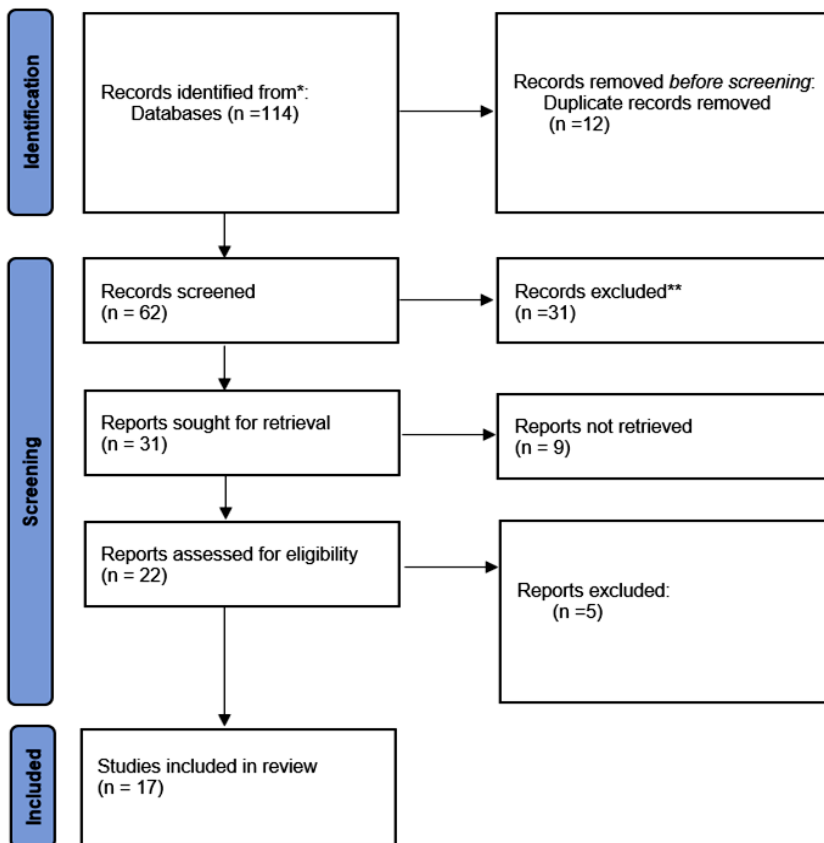 Identification
Records identified from*:
Databases (n =114)
Records removed before screening:
Duplicate records removed
(n =12)
Screening
Records screened
(n = 62)
Records excluded**
(n =31)
Reports sought for retrieval
(n = 31)
Reports not retrieved
(n = 9)
Reports assessed for eligibility
(n = 22)
Reports excluded:
(n =5)
Included
Studies included in review
(n = 17)